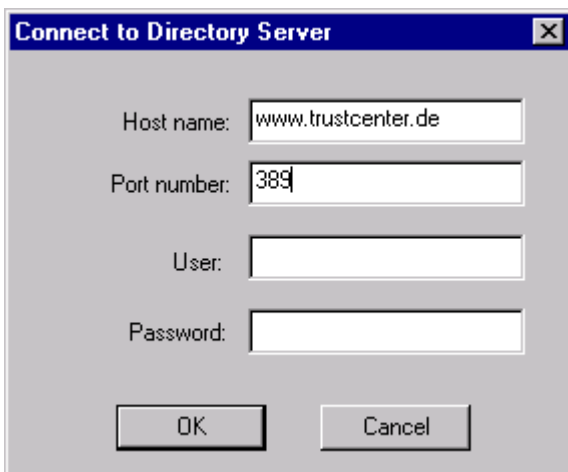 Connect to Directory Server
Host name: www.trustcenter.de
Port number: 389
User:
Password:
OK Cancel